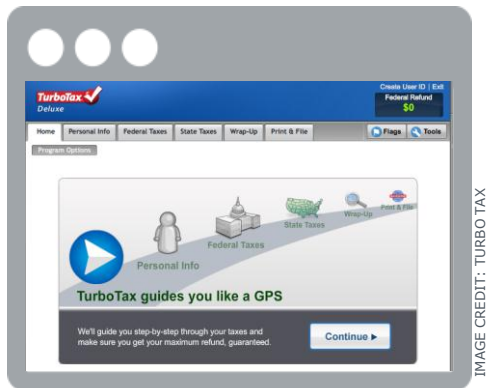 Create User ID | Exit
TurboTax
Deluxe
Federal Refund
$0
Home Personal Info Federal Taxes State Taxes Wrap-Up Print & File Flags Tools
Program Options
Print & File
Wrap-Up
State Taxes
Federal Taxes
Personal Info
TurboTax guides you like a GPS
We'll guide you step-by-step through your taxes and
make sure you get your maximum refund, guaranteed.
Continue
IMAGE CREDIT: TURBO TAX